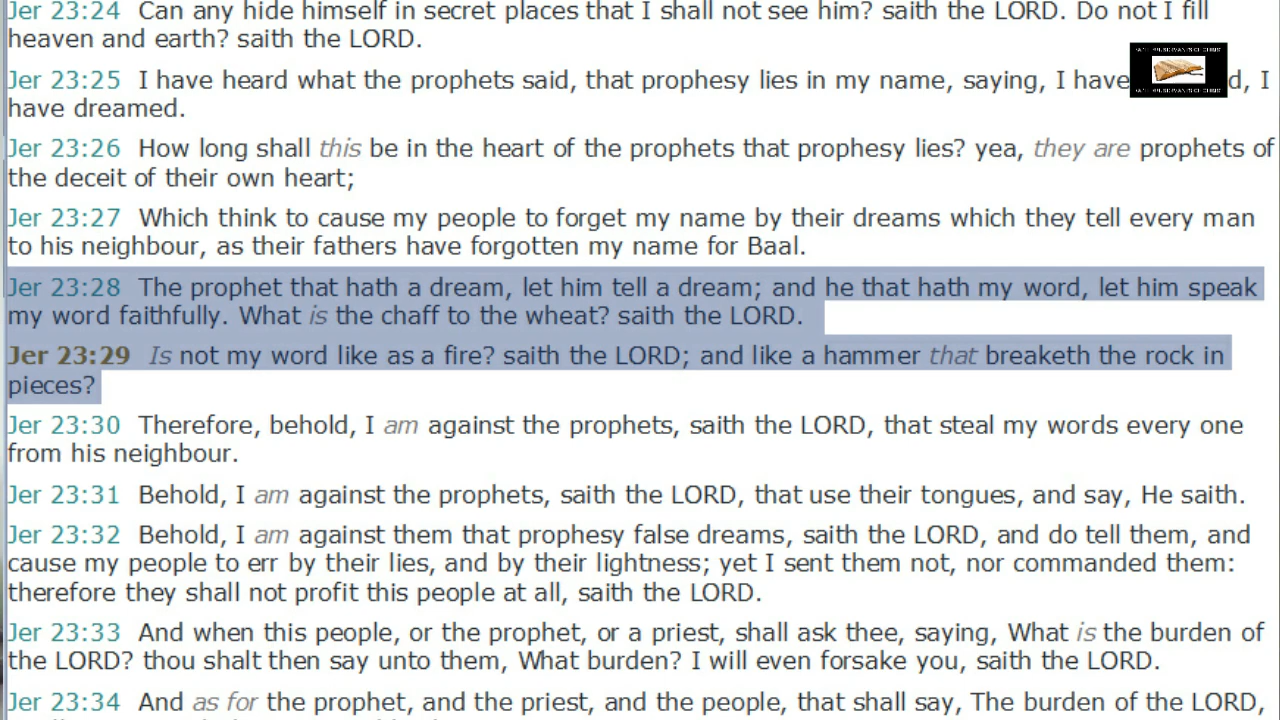 Jer 23:24 Can any hide himself in secret places that I shall not see him? saith the LORD. Do not I fill
heaven and earth? saith the LORD.
Jer 23:25 I have heard what the prophets said, that prophesy lies in my name, saying, I have d, I
have dreamed.
Jer 23:26 How long shall this be in the heart of the prophets that prophesy lies? yea, they are prophets of
the deceit of their own heart;
Jer 23:27 Which think to cause my people to forget my name by their dreams which they tell every man
to his neighbour, as their fathers have forgotten my name for Baal.
Jer 23:28 The prophet that hath a dream, let him tell a dream; and he that hath my word, let him speak
my word faithfully. What is the chaff to the wheat? saith the LORD.
Jer 23:29 Is not my word like as a fire? saith the LORD; and like a hammer that breaketh the rock in
pieces?
Jer 23:30 Therefore, behold, I am against the prophets, saith the LORD, that steal my words every one
from his neighbour.
Jer 23:31 Behold, I am against the prophets, saith the LORD, that use their tongues, and say, He saith.
Jer 23:32 Behold, I am against them that prophesy false dreams, saith the LORD, and do tell them, and
cause my people to err by their lies, and by their lightness; yet I sent them not, nor commanded them:
therefore they shall not profit this people at all, saith the LORD.
Jer 23:33 And when this people, or the prophet, or a priest, shall ask thee, saying, What is the burden of
the LORD? thou shalt then say unto them, What burden? I will even forsake you, saith the LORD.
Jer 23:34 And as for the prophet, and the priest, and the people, that shall say, The burden of the LORD,